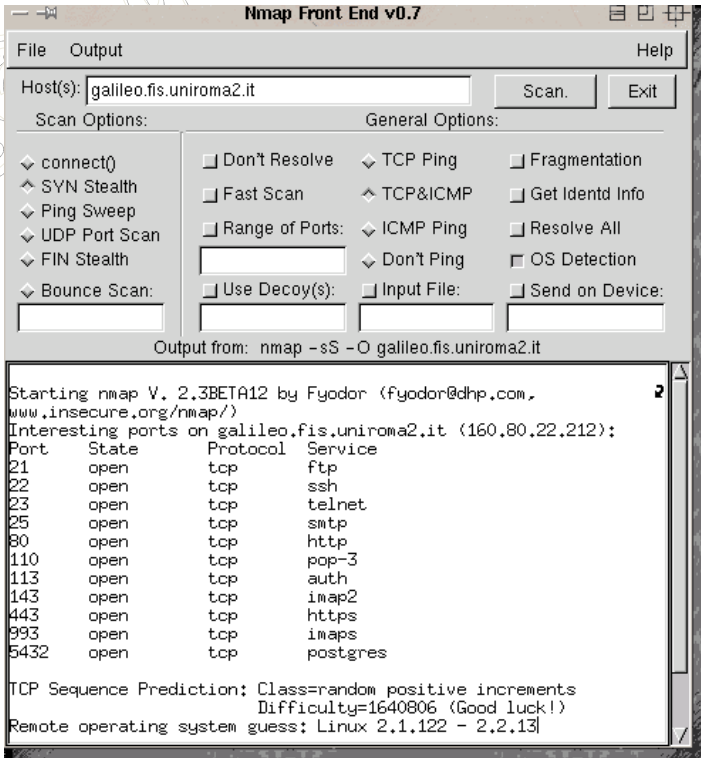 Nmap Front End v0.7
File Output Help
Host(s): galileo.fis.uniroma2.it Scan. Exit
Scan Options: General Options:
connect() Don't Resolve TCP Ping Fragmentation
SYN Stealth Fast Scan TCP&ICMP Get Identd Info
Ping Sweep Range of Ports: ICMP Ping Resolve All
UDP Port Scan
FIN Stealth Don't Ping OS Detection
Bounce Scan: Use Decoy(s): Input File: Send on Device:
Output from: nmap -sS -O galileo.fis.uniroma2.it
Starting nmap V. 2.3BETA12 by Fyodor (fyodor@dhp.com,
www.insecure.org/nmap/)
Interesting ports on galileo.fis.uniroma2.it (160.80.22.212):
Port State Protocol Service
21 open tcp ftp
22 open tcp ssh
23 open tcp telnet
25 open tcp smtp
80 open tcp http
110 open tcp pop-3
113 open tcp auth
143 open tcp imap2
443 open tcp https
993 open tcp imaps
5432 open tcp postgres
TCP Sequence Prediction: Class=random positive increments
Difficulty=1640806 (Good luck!)
Remote operating system guess: Linux 2.1.122 - 2.2.13